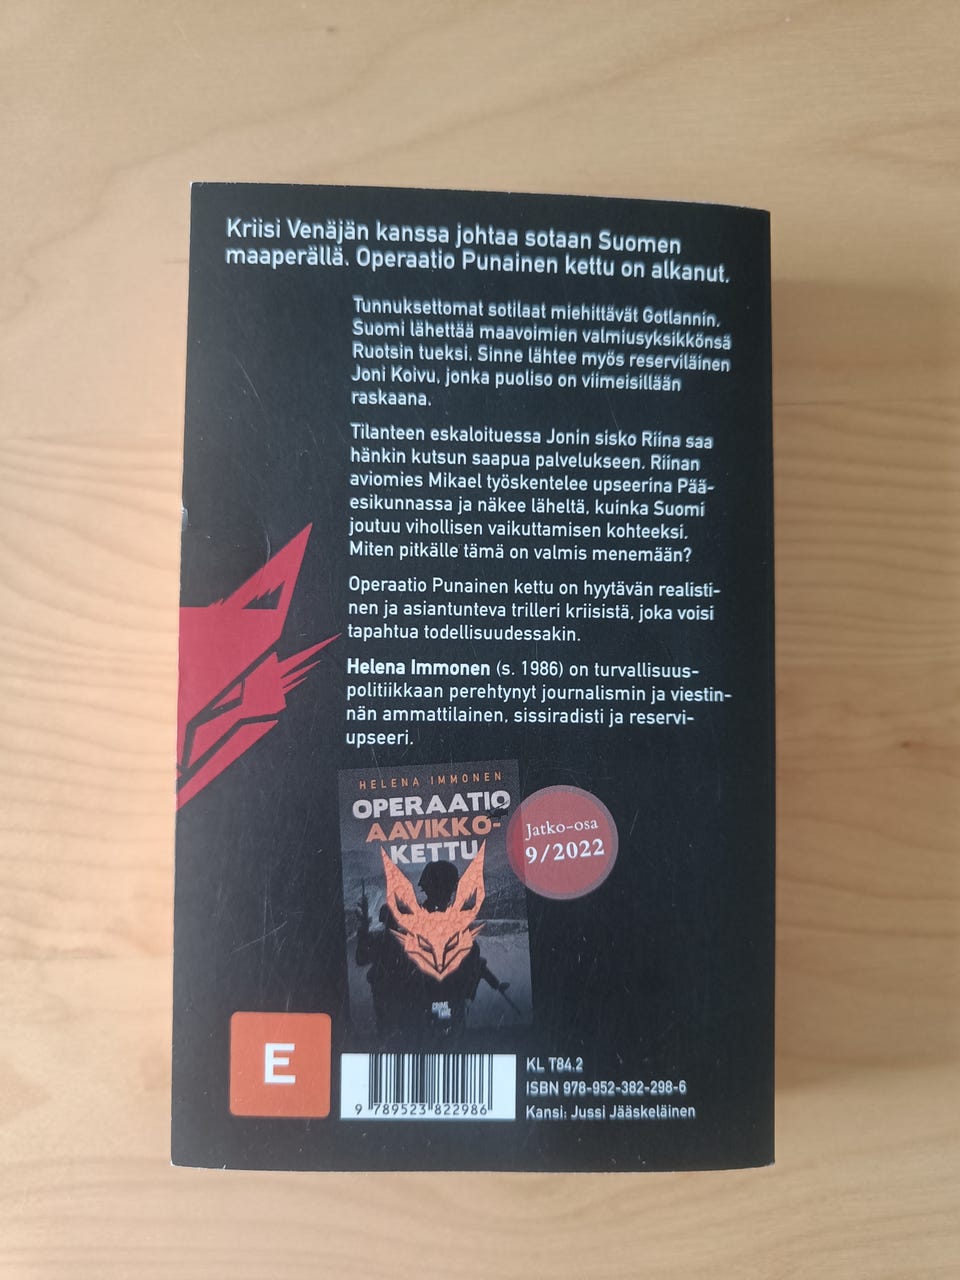 Kriisi Venäjän kanssa johtaa sotaan Suomen
maaperällä. Operaatio Punainen kettu on alkanut.
Tunnuksettomat sotilaat miehittävät Gotlannin.
Suomi lähettää maavoimien valmiusyksikkönsä
Ruotsin tueksi. Sinne lähtee myös reserviläinen
Joni Koivu, jonka puoliso on viimeisillään
raskaana.
Tilanteen eskaloituessa Jonin sisko Riina saa
hänkin kutsun saapua palvelukseen. Riinan
aviomies Mikael työskentelee upseerina Pää-
esikunnassa ja näkee läheltä, kuinka Suomi
joutuu vihollisen vaikuttamisen kohteeksi.
Miten pitkälle tämä on valmis menemään?
Operaatio Punainen kettu on hyytävän realisti-
nen ja asiantunteva trilleri kriisistä, joka voisi
tapahtua todellisuudessakin.
Helena Immonen (s. 1986) on turvallisuus-
politiikkaan perehtynyt journalismin ja viestin-
nän ammattilainen, sissiradisti ja reservi-
upseeri.
HELENA IMMONEN
OPERAATIO
AAVIKKO-
KETTU
Jatko-osa
9/2022
CRIME
TIME
E
KL T84.2
ISBN 978-952-382-298-6
Kansi: Jussi Jääskeläinen
9 789523 822986